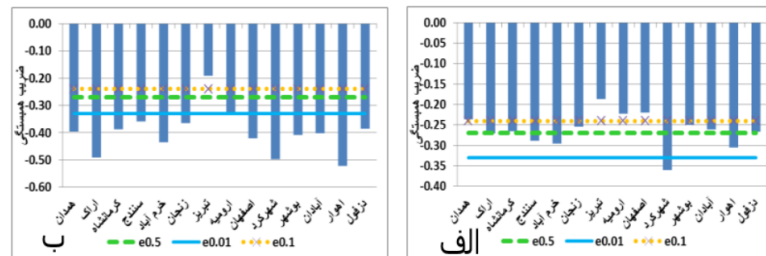 0.00
-0.10
-0.20
-0.30
-0.40
-0.50
-0.60
ضریب همبستگی
همدان اراک کرمانشاه سنندج خرم آباد زنجان تبریز ارومیه اصفهان شهرکرد بوشهر آبادان اهواز دزفول
e0.5 e0.01 e0.1
ب
0.00
-0.05
-0.10
-0.15
-0.20
-0.25
-0.30
-0.35
-0.40
ضریب همبستگی
همدان اراک کرمانشاه سنندج خرم آباد زنجان تبریز ارومیه اصفهان شهرکرد بوشهر آبادان اهواز دزفول
e0.5 e0.01 e0.1
الف